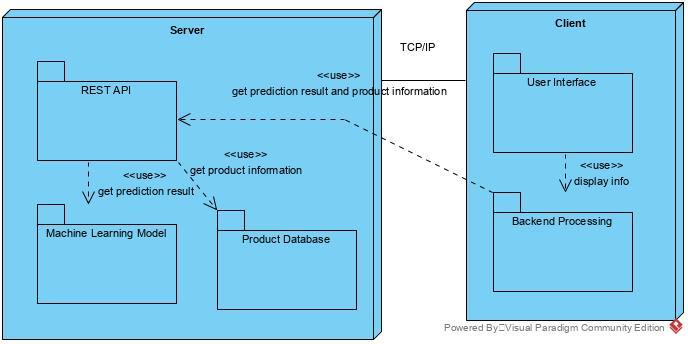 Server
Client
TCP/IP
<<use>>
get prediction result and product information
REST API
User Interface
<<use>>
get product information
<<use>>
get prediction result
<<use>>
display info
Machine Learning Model
Product Database
Backend Processing
Powered By Visual Paradigm Community Edition